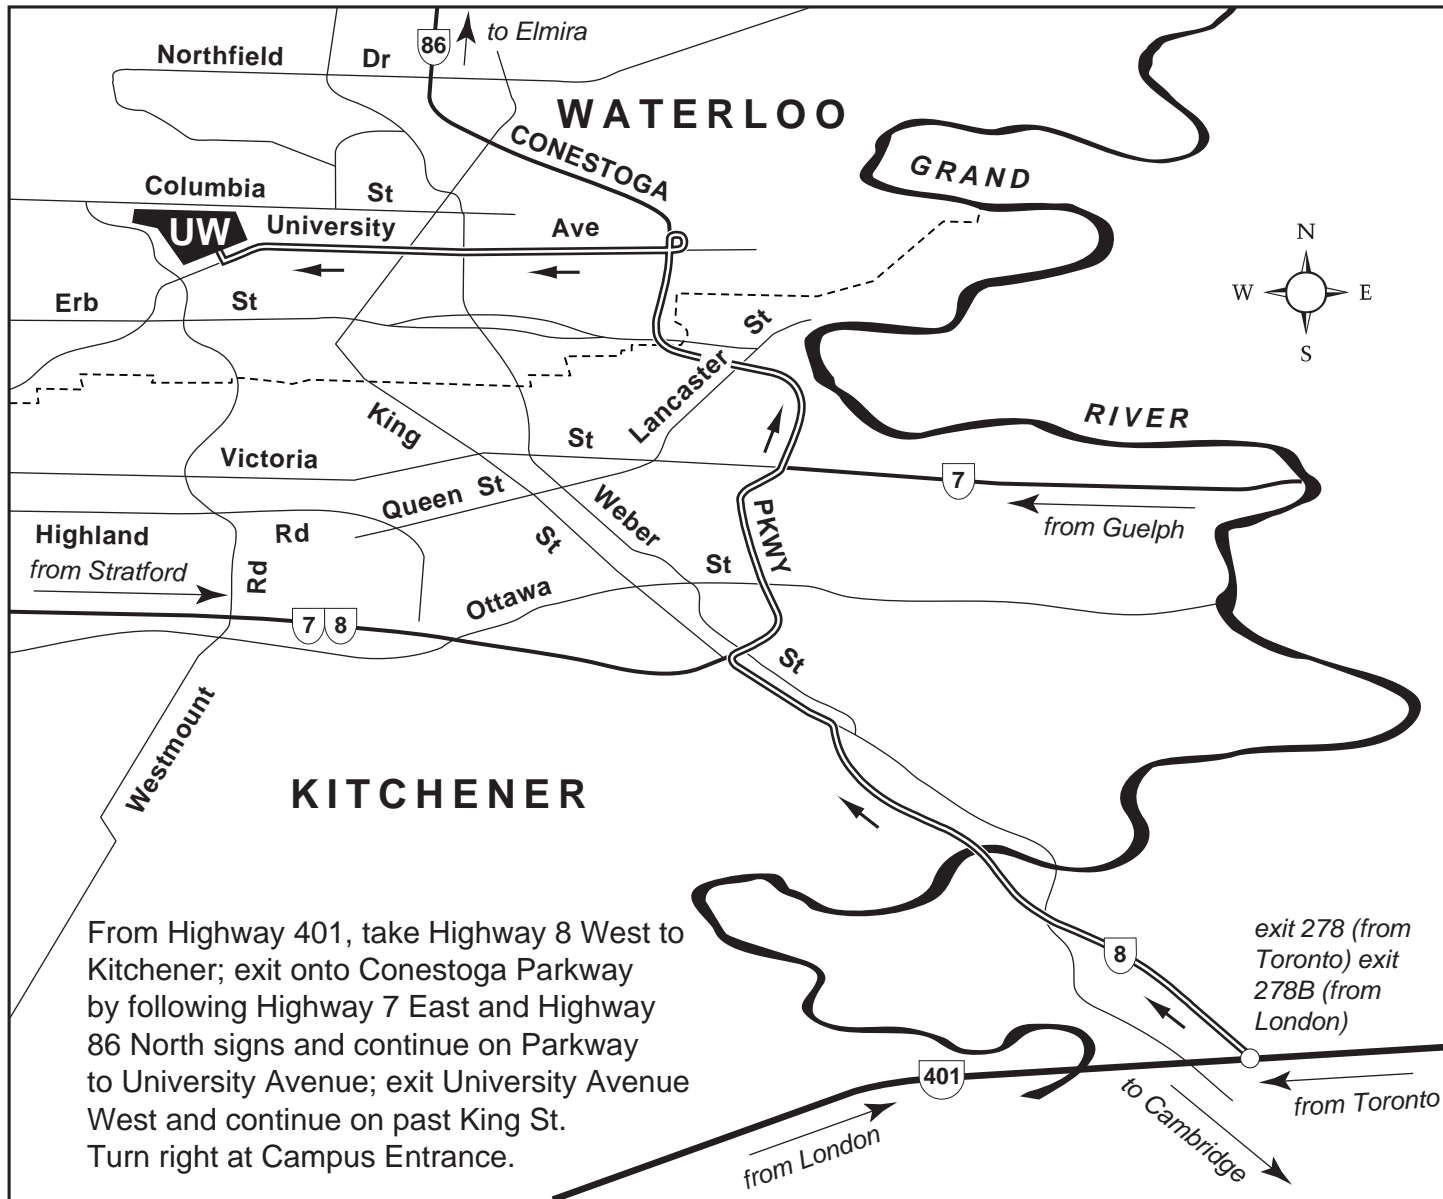 to Elmira
86
Northfield Dr
WATERLOO
CONESTOGA
GRAND
Columbia St
UW
University Ave
N
W E
S
Erb St
St
Lancaster
King
RIVER
St
Victoria
7
Queen St
Weber
PKWY
from Guelph
Highland Rd
St
from Stratford
St
Rd
Ottawa
7 8
St
Westmount
KITCHENER
From Highway 401, take Highway 8 West to
Kitchener; exit onto Conestoga Parkway
by following Highway 7 East and Highway
86 North signs and continue on Parkway
to University Avenue; exit University Avenue
West and continue on past King St.
Turn right at Campus Entrance.
8
exit 278 (from
Toronto) exit
278B (from
London)
401
from London
to Cambridge
from Toronto